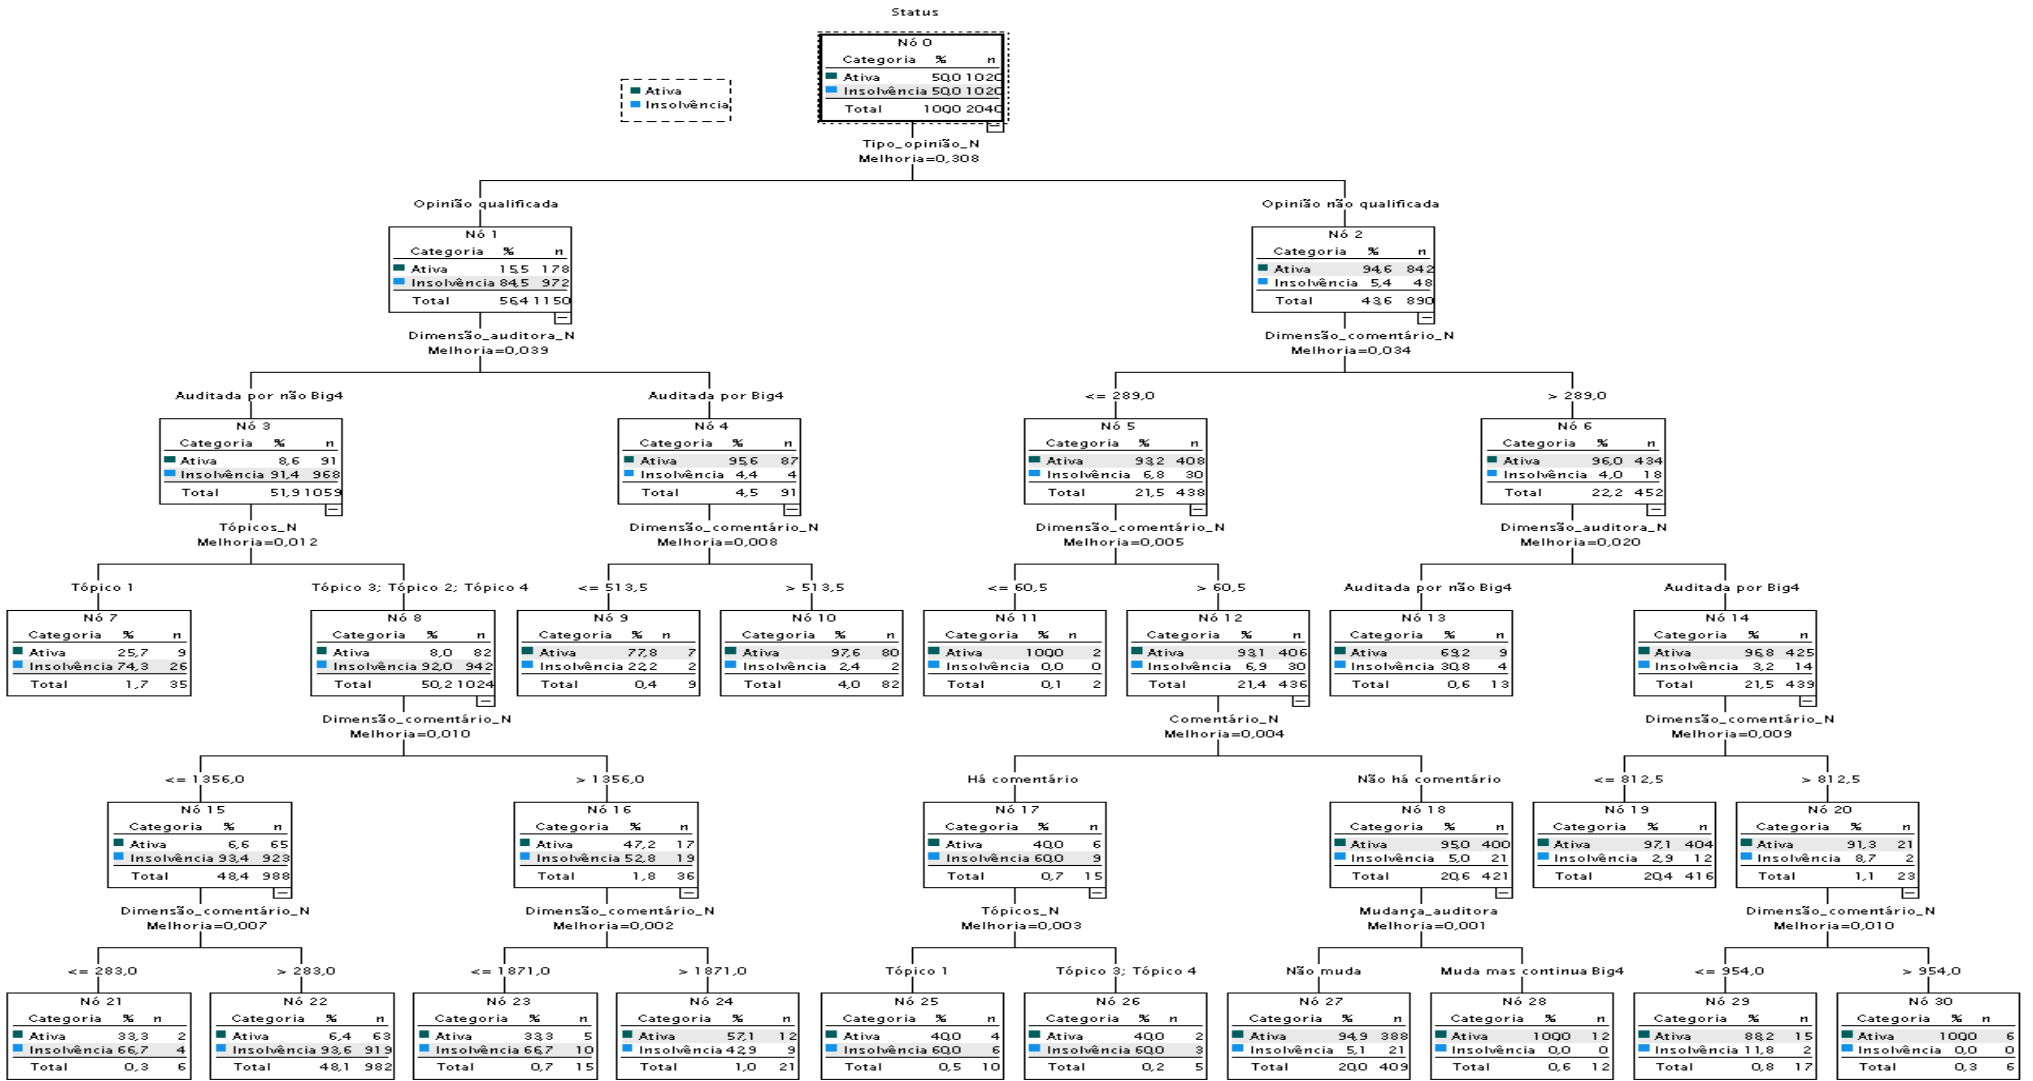 Status
Nó 0
Categoria % n
Ativa 50,0 1020
Insolvência 50,0 1020
Total 100,0 2040
Ativa
Insolvência
Tipo_opinião_N
Melhoria=0,308
Opinião qualificada
Opinião não qualificada
Nó 1
Categoria % n
Ativa 15,5 178
Insolvência 84,5 972
Total 56,4 1150
Nó 2
Categoria % n
Ativa 94,6 842
Insolvência 5,4 48
Total 43,6 890
Dimensão_auditora_N
Melhoria=0,039
Dimensão_comentário_N
Melhoria=0,034
Auditada por não Big4
Auditada por Big4
<= 289,0
> 289,0
Nó 3
Categoria % n
Ativa 8,6 91
Insolvência 91,4 968
Total 51,9 1059
Nó 4
Categoria % n
Ativa 95,6 87
Insolvência 4,4 4
Total 4,5 91
Nó 5
Categoria % n
Ativa 93,2 408
Insolvência 6,8 30
Total 21,5 438
Nó 6
Categoria % n
Ativa 96,0 434
Insolvência 4,0 18
Total 22,2 452
Tópicos_N
Melhoria=0,012
Dimensão_comentário_N
Melhoria=0,008
Dimensão_comentário_N
Melhoria=0,005
Dimensão_auditora_N
Melhoria=0,020
Tópico 1
Tópico 3; Tópico 2; Tópico 4
<= 513,5
> 513,5
<= 60,5
> 60,5
Auditada por não Big4
Auditada por Big4
Nó 7
Categoria % n
Ativa 25,7 9
Insolvência 74,3 26
Total 1,7 35
Nó 8
Categoria % n
Ativa 8,0 82
Insolvência 92,0 942
Total 50,2 1024
Nó 9
Categoria % n
Ativa 77,8 7
Insolvência 22,2 2
Total 0,4 9
Nó 10
Categoria % n
Ativa 97,6 80
Insolvência 2,4 2
Total 4,0 82
Nó 11
Categoria % n
Ativa 100,0 2
Insolvência 0,0 0
Total 0,1 2
Nó 12
Categoria % n
Ativa 93,1 406
Insolvência 6,9 30
Total 21,4 436
Nó 13
Categoria % n
Ativa 69,2 9
Insolvência 30,8 4
Total 0,6 13
Nó 14
Categoria % n
Ativa 96,8 425
Insolvência 3,2 14
Total 21,5 439
Dimensão_comentário_N
Melhoria=0,010
Comentário_N
Melhoria=0,004
Dimensão_comentário_N
Melhoria=0,009
<= 1356,0
> 1356,0
Há comentário
Não há comentário
<= 812,5
> 812,5
Nó 15
Categoria % n
Ativa 6,6 65
Insolvência 93,4 923
Total 48,4 988
Nó 16
Categoria % n
Ativa 47,2 17
Insolvência 52,8 19
Total 1,8 36
Nó 17
Categoria % n
Ativa 40,0 6
Insolvência 60,0 9
Total 0,7 15
Nó 18
Categoria % n
Ativa 95,0 400
Insolvência 5,0 21
Total 20,6 421
Nó 19
Categoria % n
Ativa 97,1 404
Insolvência 2,9 12
Total 20,4 416
Nó 20
Categoria % n
Ativa 91,3 21
Insolvência 8,7 2
Total 1,1 23
Dimensão_comentário_N
Melhoria=0,007
Dimensão_comentário_N
Melhoria=0,002
Tópicos_N
Melhoria=0,003
Mudança_auditora
Melhoria=0,001
Dimensão_comentário_N
Melhoria=0,010
<= 283,0
> 283,0
<= 1871,0
> 1871,0
Tópico 1
Tópico 3; Tópico 4
Não muda
Muda mas continua Big4
<= 954,0
> 954,0
Nó 21
Categoria % n
Ativa 33,3 2
Insolvência 66,7 4
Total 0,3 6
Nó 22
Categoria % n
Ativa 6,4 63
Insolvência 93,6 919
Total 48,1 982
Nó 23
Categoria % n
Ativa 33,3 5
Insolvência 66,7 10
Total 0,7 15
Nó 24
Categoria % n
Ativa 57,1 12
Insolvência 42,9 9
Total 1,0 21
Nó 25
Categoria % n
Ativa 40,0 4
Insolvência 60,0 6
Total 0,5 10
Nó 26
Categoria % n
Ativa 40,0 2
Insolvência 60,0 3
Total 0,2 5
Nó 27
Categoria % n
Ativa 94,9 388
Insolvência 5,1 21
Total 20,0 409
Nó 28
Categoria % n
Ativa 100,0 12
Insolvência 0,0 0
Total 0,6 12
Nó 29
Categoria % n
Ativa 88,2 15
Insolvência 11,8 2
Total 0,8 17
Nó 30
Categoria % n
Ativa 100,0 6
Insolvência 0,0 0
Total 0,3 6